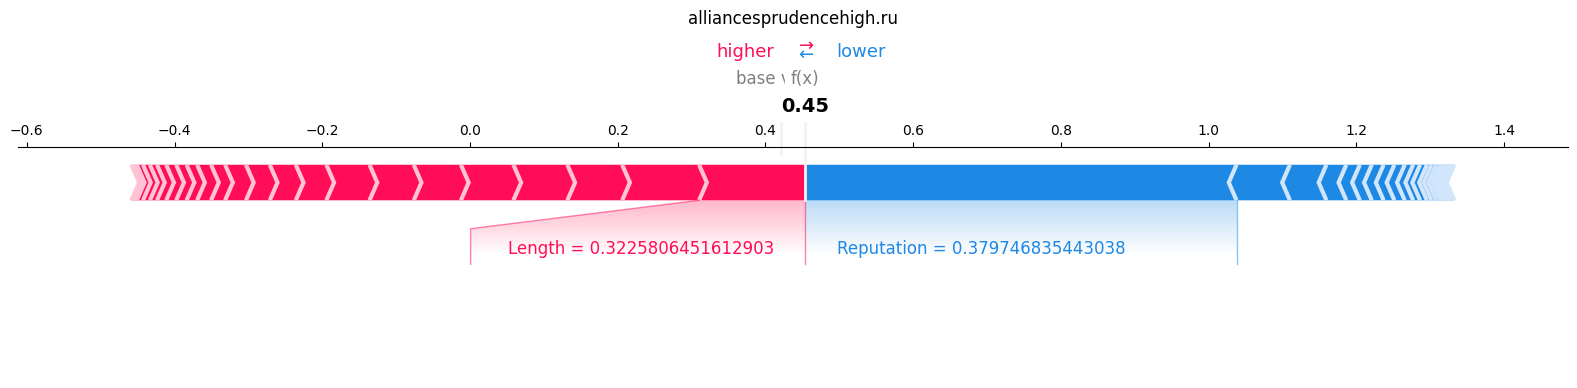 alliancesprudencehigh.ru
higher → ← lower
base f(x)
0.45
−0.6 −0.4 −0.2 0.0 0.2 0.4 0.6 0.8 1.0 1.2 1.4
Length = 0.3225806451612903 Reputation = 0.379746835443038